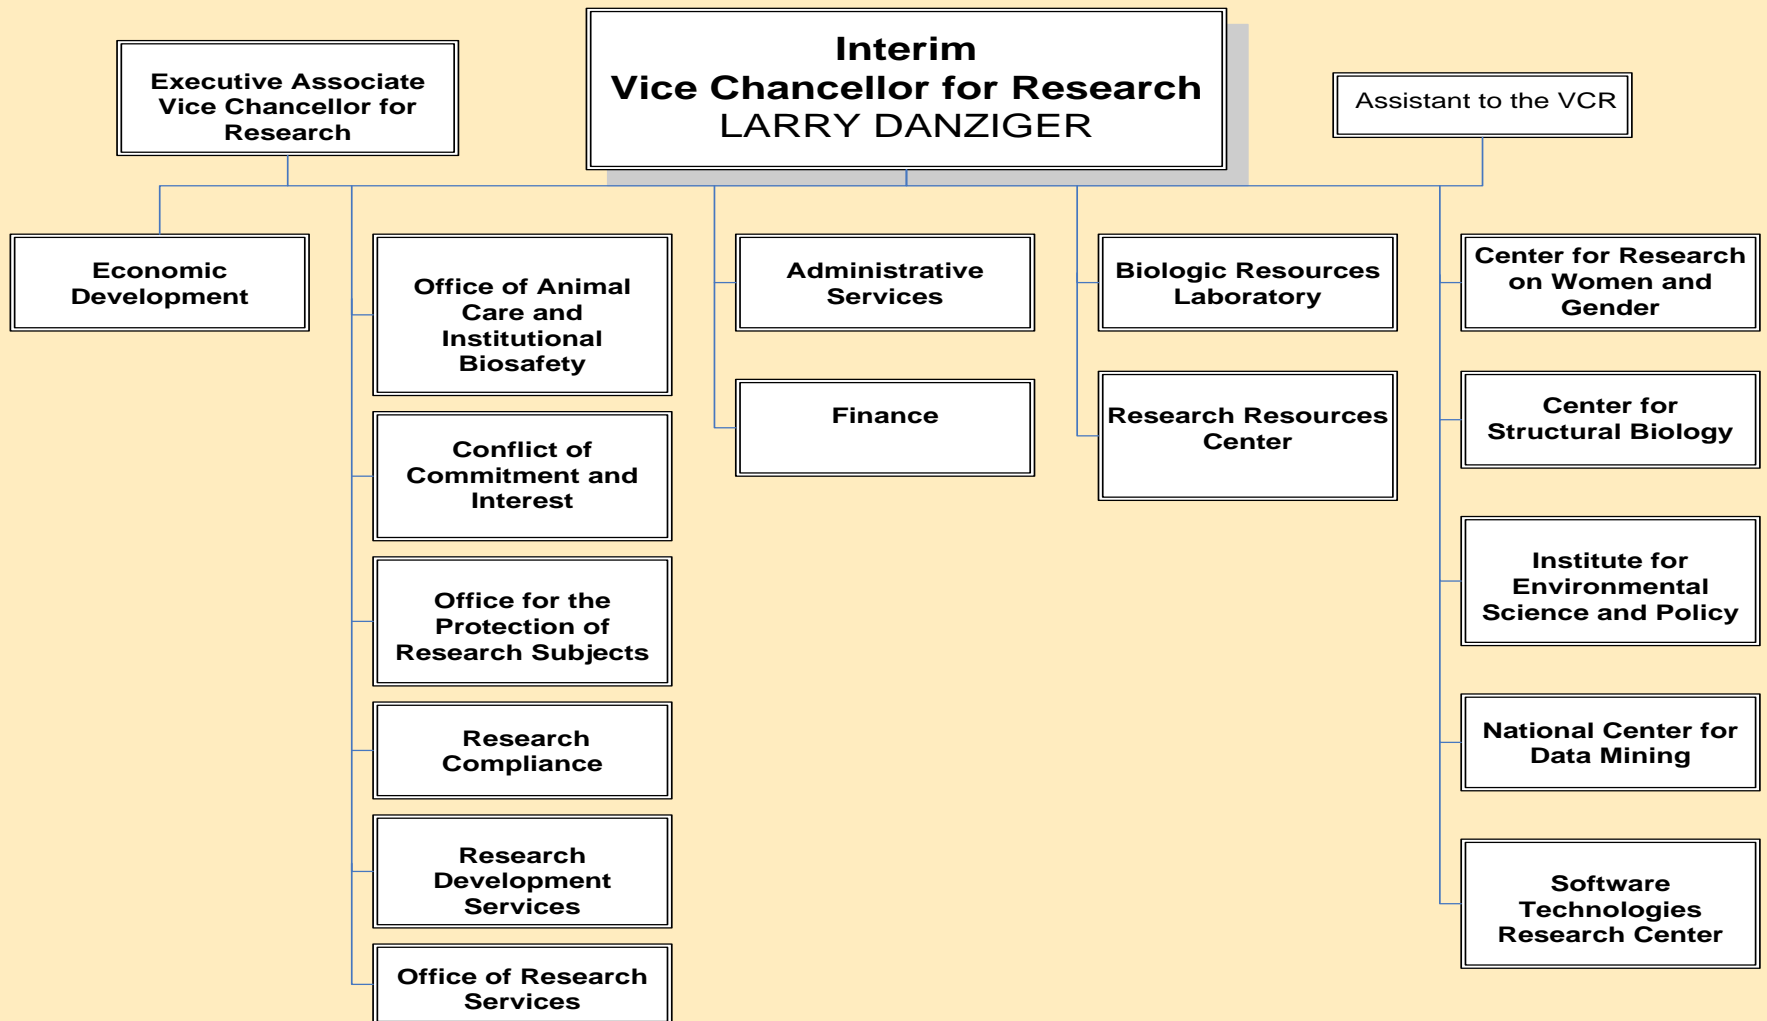 Executive Associate
Vice Chancellor for
Research
Interim
Vice Chancellor for Research
LARRY DANZIGER
Assistant to the VCR
Economic
Development
Office of Animal
Care and
Institutional
Biosafety
Conflict of
Commitment and
Interest
Office for the
Protection of
Research Subjects
Research
Compliance
Research
Development
Services
Office of Research
Services
Administrative
Services
Finance
Biologic Resources
Laboratory
Research Resources
Center
Center for Research
on Women and
Gender
Center for
Structural Biology
Institute for
Environmental
Science and Policy
National Center for
Data Mining
Software
Technologies
Research Center